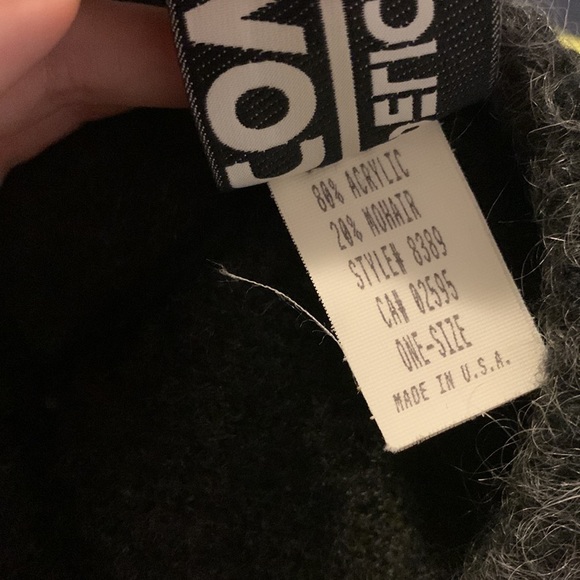 80% ACRYLIC
20% MOHAIR
STYLE# 8389
CA# 02595
ONE-SIZE
MADE IN U.S.A.